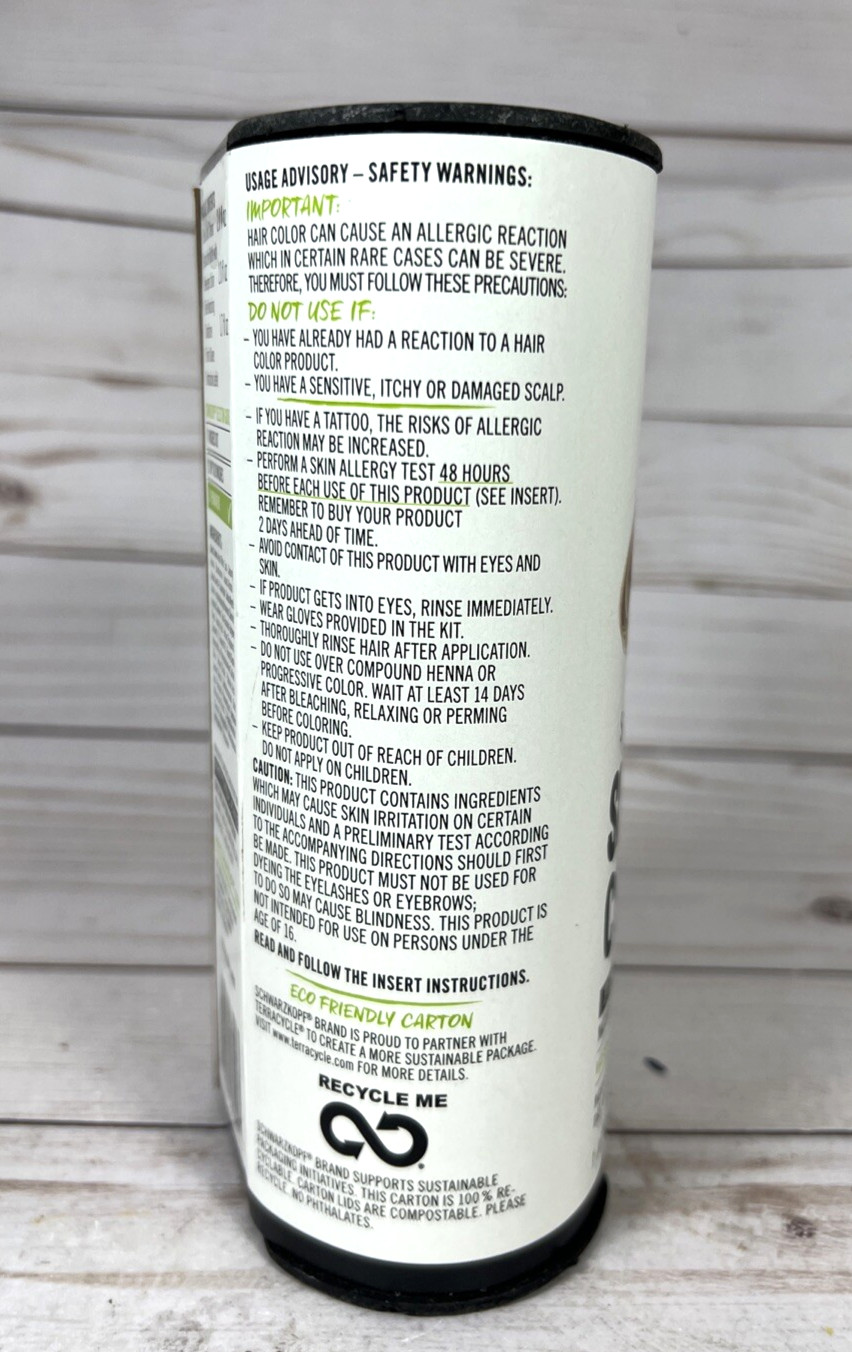 USAGE ADVISORY – SAFETY WARNINGS:
IMPORTANT:
HAIR COLOR CAN CAUSE AN ALLERGIC REACTION
WHICH IN CERTAIN RARE CASES CAN BE SEVERE.
THEREFORE, YOU MUST FOLLOW THESE PRECAUTIONS:
DO NOT USE IF:
– YOU HAVE ALREADY HAD A REACTION TO A HAIR
COLOR PRODUCT.
– YOU HAVE A SENSITIVE, ITCHY OR DAMAGED SCALP.
– IF YOU HAVE A TATTOO, THE RISKS OF ALLERGIC
REACTION MAY BE INCREASED.
– PERFORM A SKIN ALLERGY TEST 48 HOURS
BEFORE EACH USE OF THIS PRODUCT (SEE INSERT).
REMEMBER TO BUY YOUR PRODUCT
2 DAYS AHEAD OF TIME.
– AVOID CONTACT OF THIS PRODUCT WITH EYES AND
SKIN.
– IF PRODUCT GETS INTO EYES, RINSE IMMEDIATELY.
– WEAR GLOVES PROVIDED IN THE KIT.
– THOROUGHLY RINSE HAIR AFTER APPLICATION.
– DO NOT USE OVER COMPOUND HENNA OR
PROGRESSIVE COLOR. WAIT AT LEAST 14 DAYS
AFTER BLEACHING, RELAXING OR PERMING
BEFORE COLORING.
– KEEP PRODUCT OUT OF REACH OF CHILDREN.
DO NOT APPLY ON CHILDREN.
CAUTION: THIS PRODUCT CONTAINS INGREDIENTS
WHICH MAY CAUSE SKIN IRRITATION ON CERTAIN
INDIVIDUALS AND A PRELIMINARY TEST ACCORDING
TO THE ACCOMPANYING DIRECTIONS SHOULD FIRST
BE MADE. THIS PRODUCT MUST NOT BE USED FOR
DYEING THE EYELASHES OR EYEBROWS;
TO DO SO MAY CAUSE BLINDNESS. THIS PRODUCT IS
NOT INTENDED FOR USE ON PERSONS UNDER THE
AGE OF 16.
READ AND FOLLOW THE INSERT INSTRUCTIONS.
ECO FRIENDLY CARTON
SCHWARZKOPF® BRAND IS PROUD TO PARTNER WITH
TERRACYCLE® TO CREATE A MORE SUSTAINABLE PACKAGE.
VISIT www.terracycle.com FOR MORE DETAILS.
RECYCLE ME
SCHWARZKOPF® BRAND SUPPORTS SUSTAINABLE
PACKAGING INITIATIVES. THIS CARTON IS 100 % RE-
CYCLABLE. CARTON LIDS ARE COMPOSTABLE. PLEASE
RECYCLE. NO PHTHALATES.